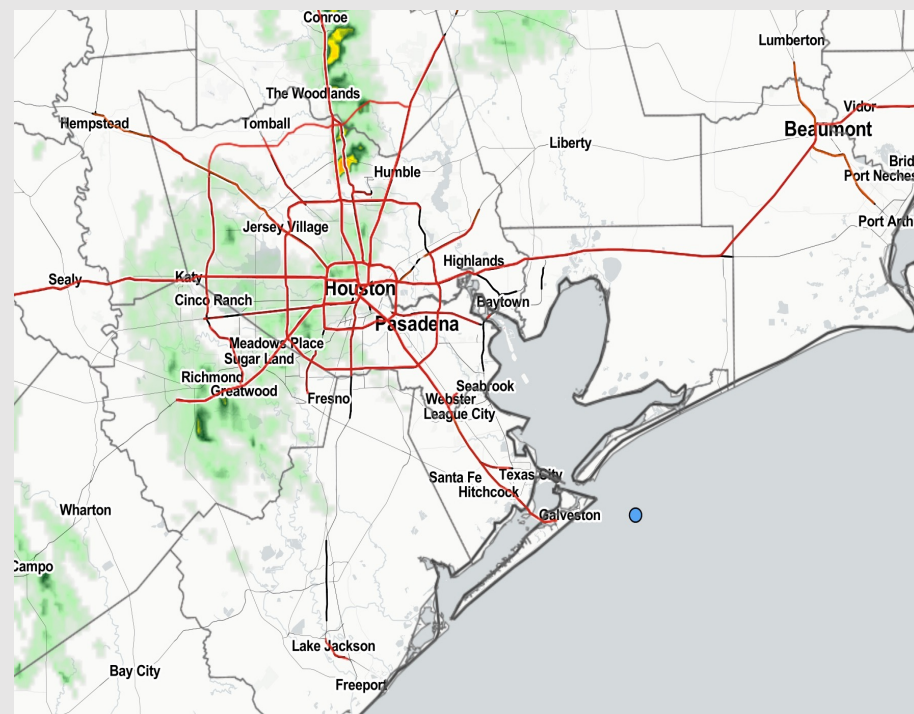 Conroe
Lumberton
The Woodlands
Vidor
Hempstead
Tomball
Beaumont
Liberty
Brid
Humble
Port Neches
Port Arth
Jersey Village
Highlands
Sealy
Katy
Houston
Cinco Ranch
Baytown
Pasadena
Meadows Place
Sugar Land
Richmond
Greatwood
Seabrook
Fresno
Webster
League City
Santa Fe
Texas City
Hitchcock
Wharton
Galveston
Campo
Lake Jackson
Bay City
Freeport